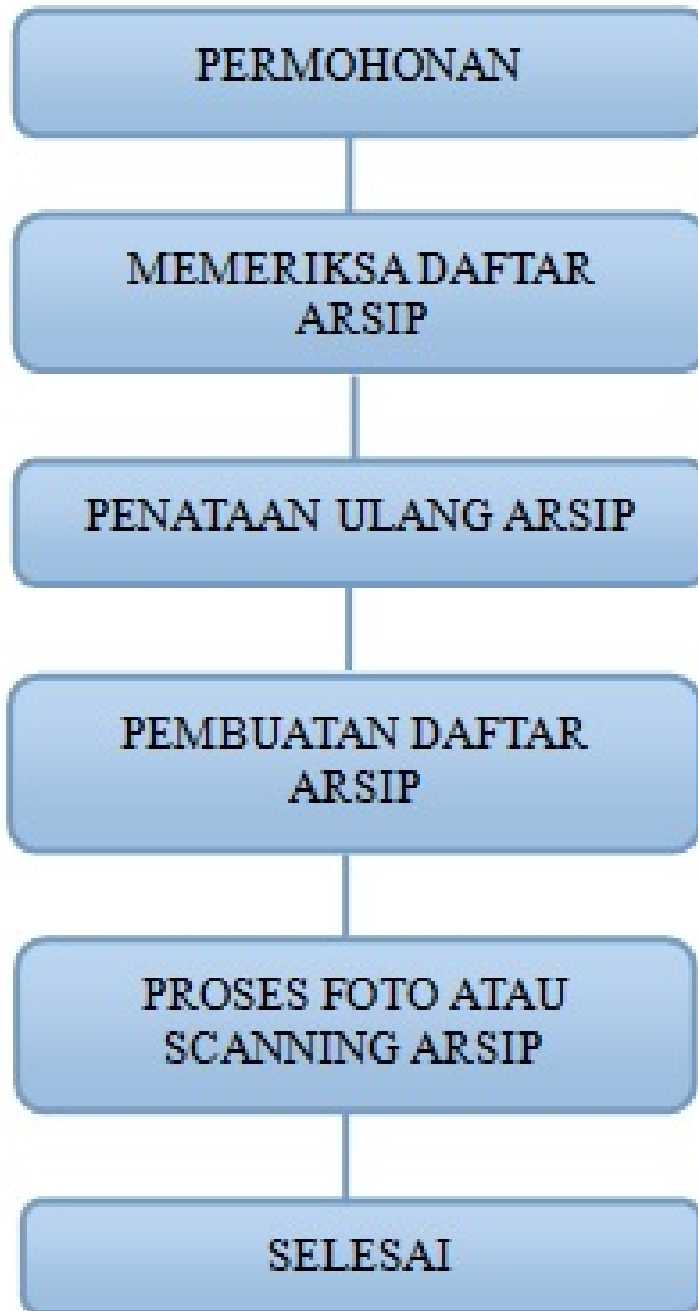 PERMOHONAN
MEMERIKSA DAFTAR
ARSIP
PENATAAN ULANG ARSIP
PEMBUATAN DAFTAR
ARSIP
PROSES FOTO ATAU
SCANNING ARSIP
SELESAI